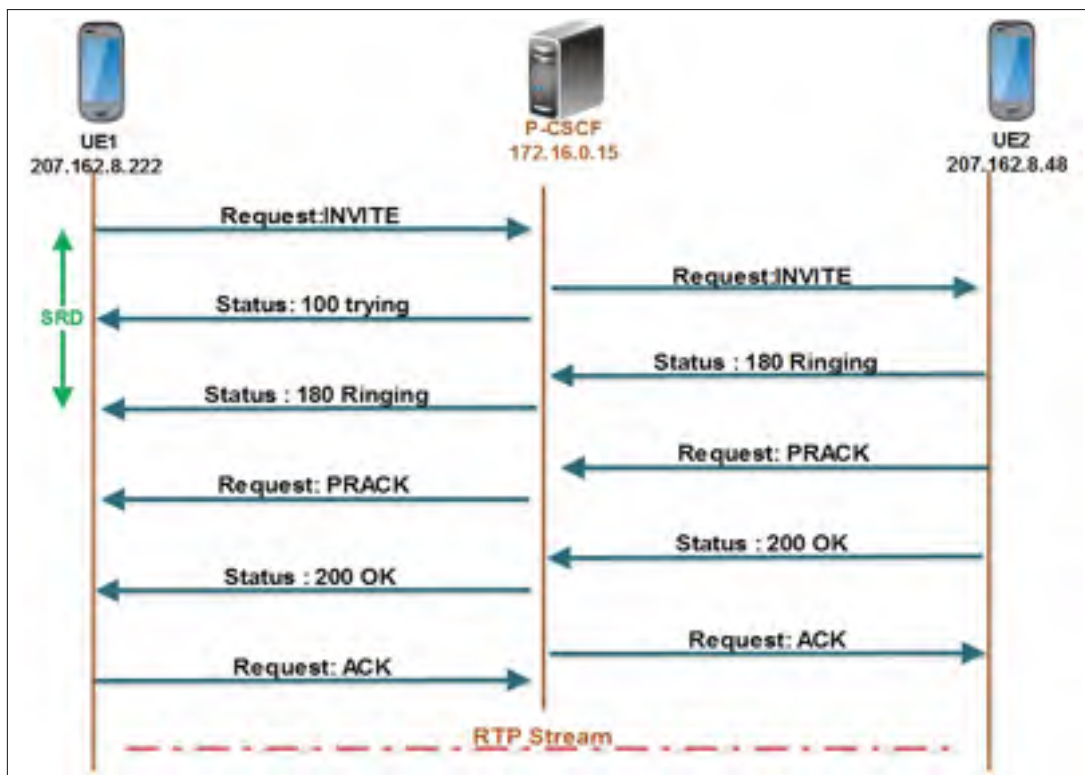 UE1
207.162.8.222
P-CSCF
172.16.0.15
UE2
207.162.8.48
Request:INVITE
Request:INVITE
Status: 100 trying
SRD
Status : 180 Ringing
Status : 180 Ringing
Request: PRACK
Request: PRACK
Status : 200 OK
Status : 200 OK
Request: ACK
Request: ACK
RTP Stream